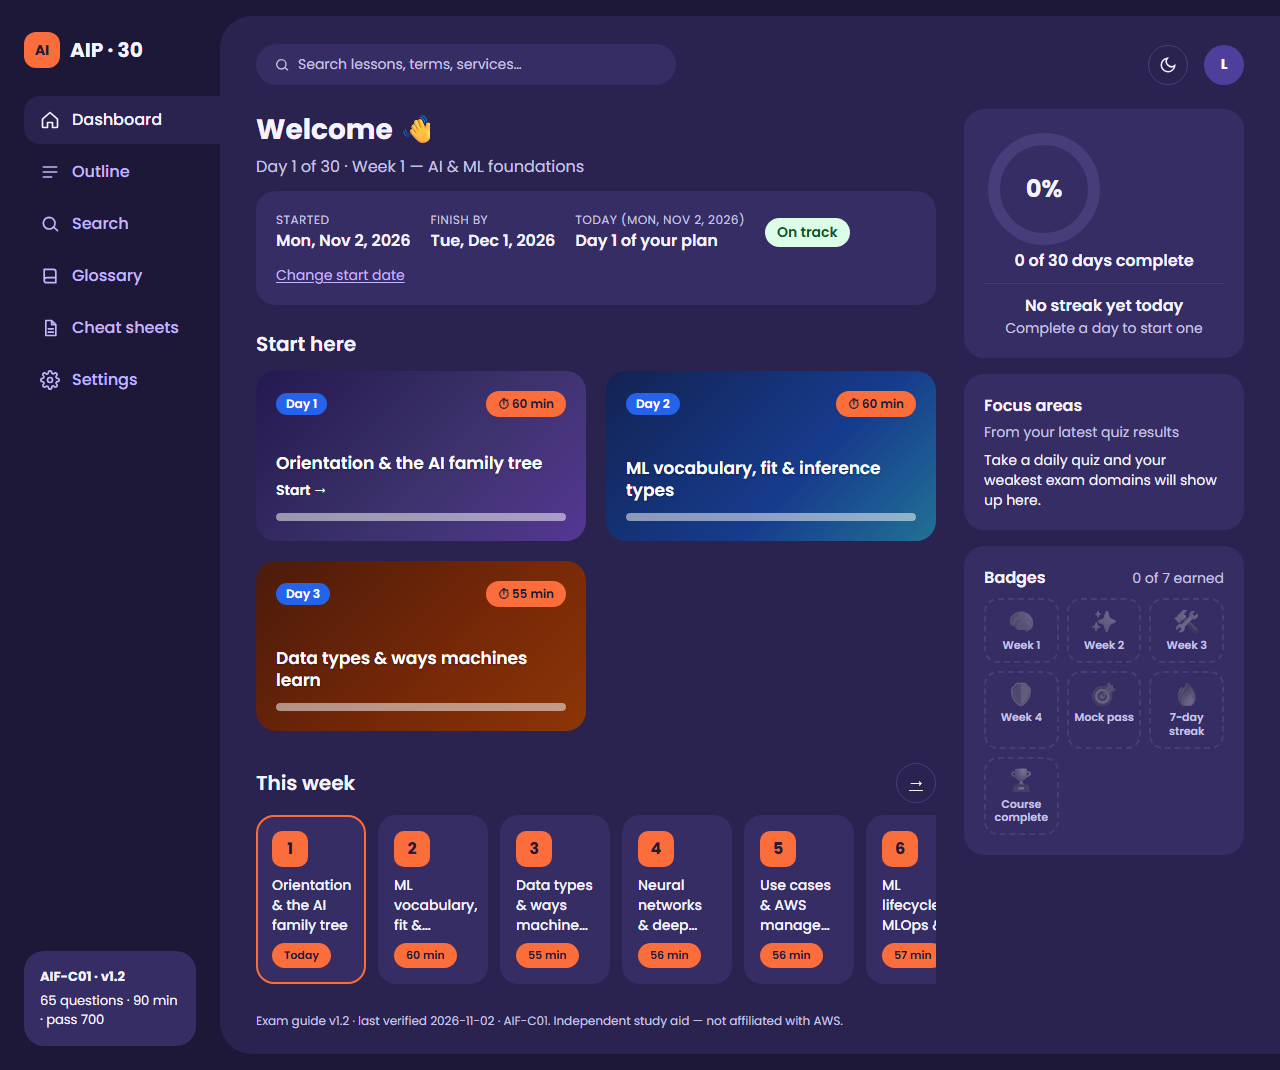 AI
AIP · 30
Dashboard
Outline
Search
Glossary
Cheat sheets
Settings
AIF-C01 · v1.2
65 questions · 90 min
· pass 700
Search lessons, terms, services…
L
Welcome 👋
Day 1 of 30 · Week 1 — AI & ML foundations
STARTED
Mon, Nov 2, 2026
FINISH BY
Tue, Dec 1, 2026
TODAY (MON, NOV 2, 2026)
Day 1 of your plan
On track
Change start date
Start here
Day 1
⏱ 60 min
Orientation & the AI family tree
Start →
Day 2
⏱ 60 min
ML vocabulary, fit & inference
types
Day 3
⏱ 55 min
Data types & ways machines
learn
This week
→
1
Orientation
& the AI
family tree
Today
2
ML
vocabulary,
fit &…
60 min
3
Data types
& ways
machine…
55 min
4
Neural
networks
& deep…
56 min
5
Use cases
& AWS
manage…
56 min
6
ML
lifecycle
MLOps &
57 min
Exam guide v1.2 · last verified 2026-11-02 · AIF-C01. Independent study aid — not affiliated with AWS.
0%
0 of 30 days complete
No streak yet today
Complete a day to start one
Focus areas
From your latest quiz results
Take a daily quiz and your
weakest exam domains will show
up here.
Badges
0 of 7 earned
Week 1
Week 2
Week 3
Week 4
Mock pass
7-day
streak
Course
complete